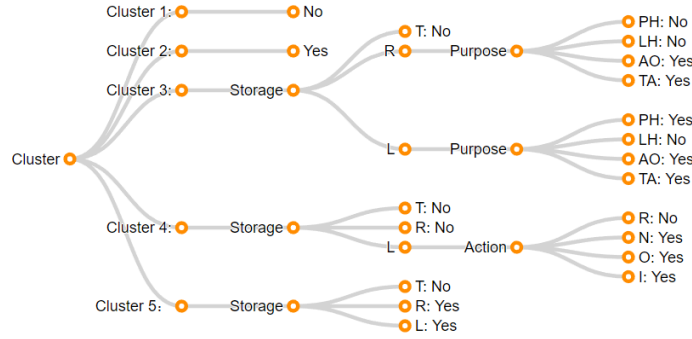 Cluster 1: No
Cluster 2: Yes
T: No
PH: No
LH: No
Cluster 3: Storage R Purpose AO: Yes
TA: Yes
PH: Yes
LH: No
L Purpose AO: Yes
TA: Yes
Cluster
T: No
Cluster 4: Storage R: No
L Action
R: No
N: Yes
O: Yes
I: Yes
T: No
Cluster 5: Storage R: Yes
L: Yes